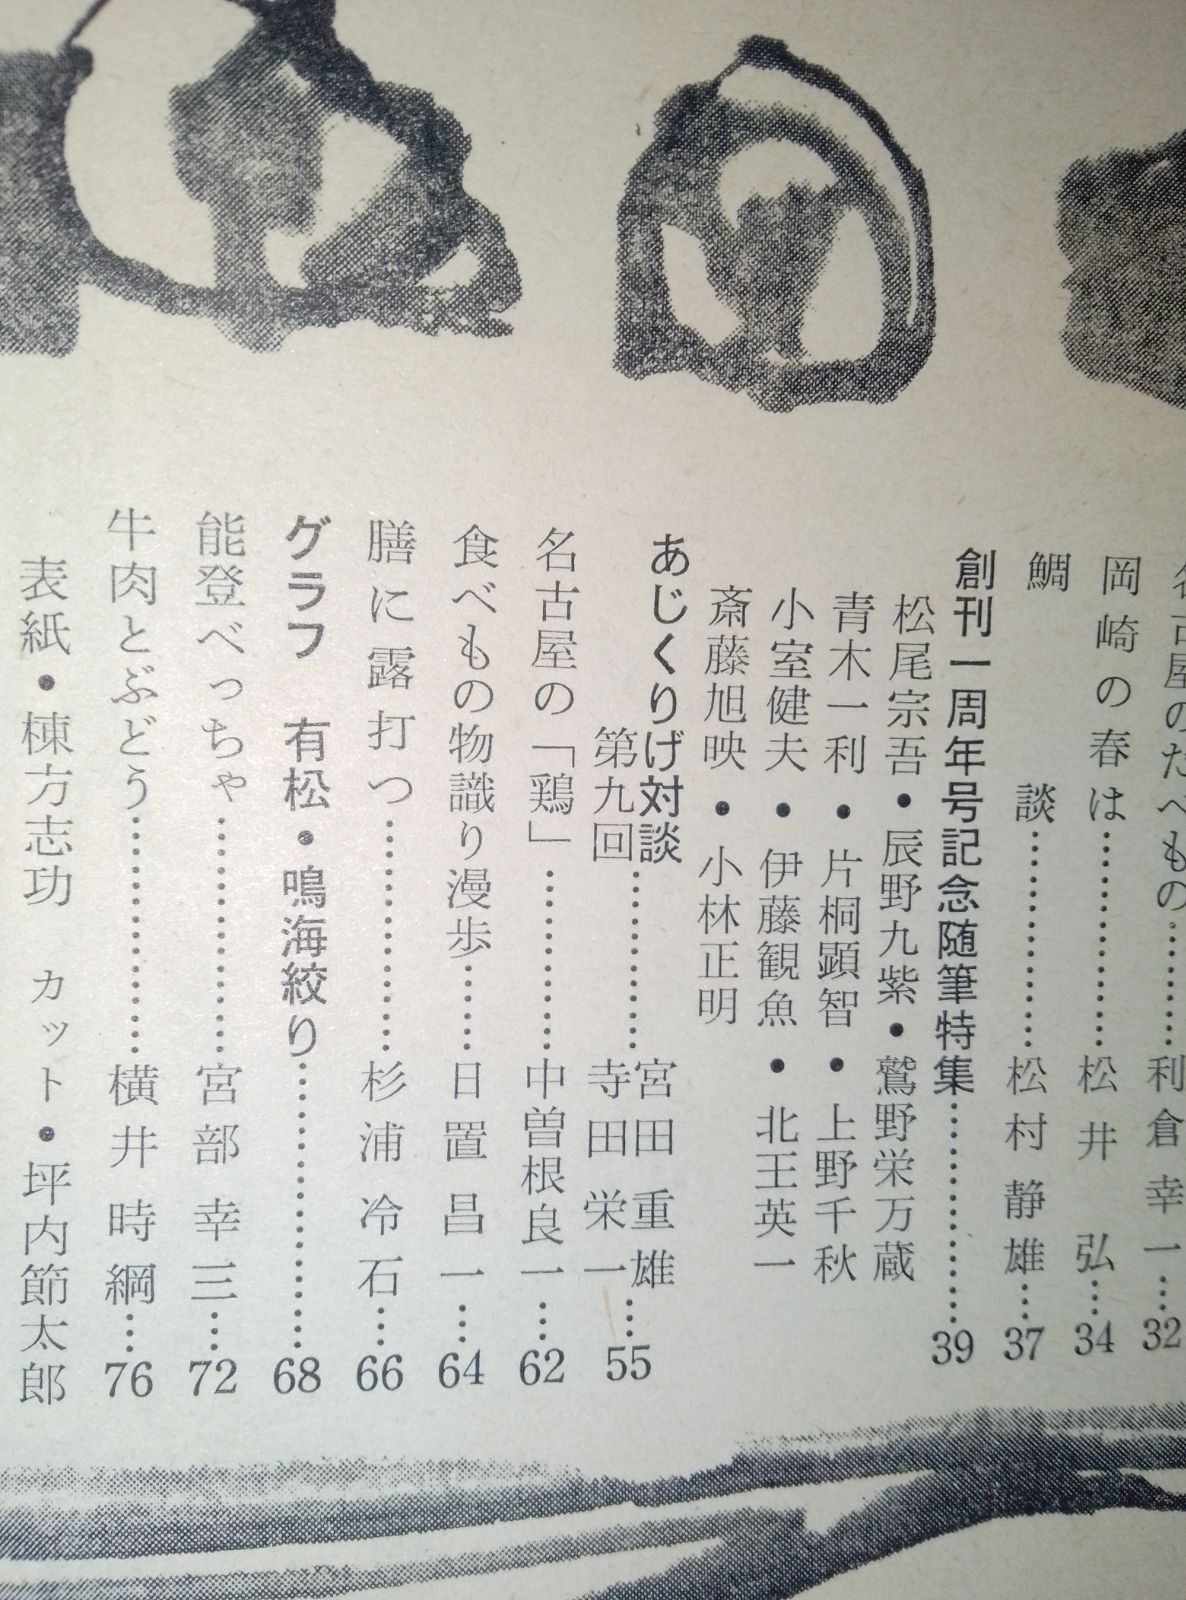 名古屋のたべもの…………利倉幸一…32
岡崎の春は…………松井 弘…34
鯛談…………松村静雄…37
創刊一周年号記念随筆特集…………39
松尾宗吾・辰野九紫・鷲野栄万蔵
青木一利・片桐顕智・上野千秋
小室健夫・伊藤観魚・北王英一
斎藤旭映・小林正明
あじくりげ対談
第九回…………宮田重雄
寺田栄一…55
名古屋の「鶏」…………中曽根良一…62
食べもの物識り漫歩…………日置昌一…64
膳に露打つ…………杉浦冷石…66
グラフ 有松・鳴海絞り…………68
能登べっちゃ…………宮部幸三…72
牛肉とぶどう…………横井時綱…76
表紙・棟方志功 カット・坪内節太郎